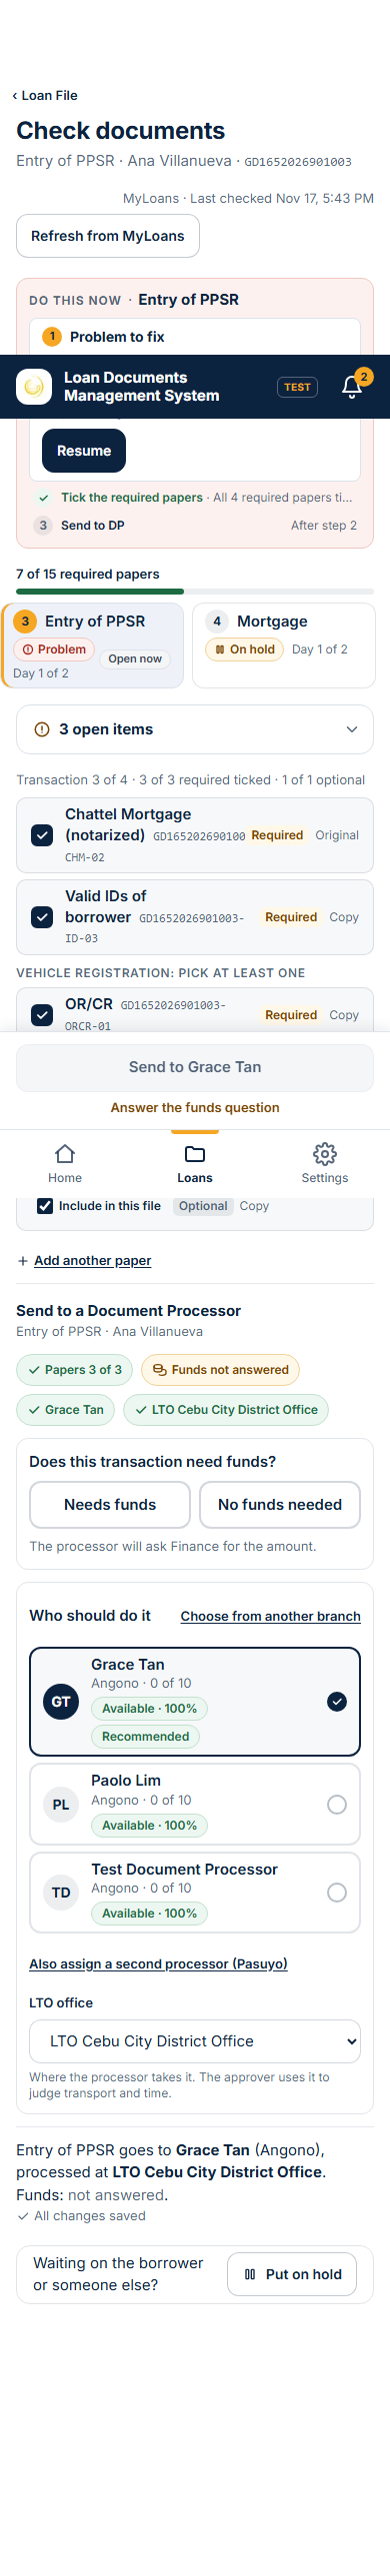 ‹ Loan File
Check documents
Entry of PPSR · Ana Villanueva · GD1652026901003
MyLoans · Last checked Nov 17, 5:43 PM
Refresh from MyLoans
DO THIS NOW · Entry of PPSR
1 Problem to fix
Loan Documents
Management System
TEST
2
Resume
Tick the required papers · All 4 required papers ti...
3 Send to DP
After step 2
7 of 15 required papers
3 Entry of PPSR
Problem
Open now
Day 1 of 2
4 Mortgage
On hold Day 1 of 2
3 open items
Transaction 3 of 4 · 3 of 3 required ticked · 1 of 1 optional
Chattel Mortgage
(notarized) GD165202690100 Required Original
CHM-02
Valid IDs of
borrower GD1652026901003- Required Copy
ID-03
VEHICLE REGISTRATION: PICK AT LEAST ONE
OR/CR GD1652026901003- Required Copy
ORCR-01
Send to Grace Tan
Answer the funds question
Home
Loans
Settings
Include in this file Optional Copy
+ Add another paper
Send to a Document Processor
Entry of PPSR · Ana Villanueva
Papers 3 of 3
Funds not answered
Grace Tan
LTO Cebu City District Office
Does this transaction need funds?
Needs funds
No funds needed
The processor will ask Finance for the amount.
Who should do it
Choose from another branch
GT
Grace Tan
Angono · 0 of 10
Available · 100%
Recommended
PL
Paolo Lim
Angono · 0 of 10
Available · 100%
TD
Test Document Processor
Angono · 0 of 10
Available · 100%
Also assign a second processor (Pasuyo)
LTO office
LTO Cebu City District Office
Where the processor takes it. The approver uses it to
judge transport and time.
Entry of PPSR goes to Grace Tan (Angono),
processed at LTO Cebu City District Office.
Funds: not answered.
All changes saved
Waiting on the borrower
or someone else?
Put on hold